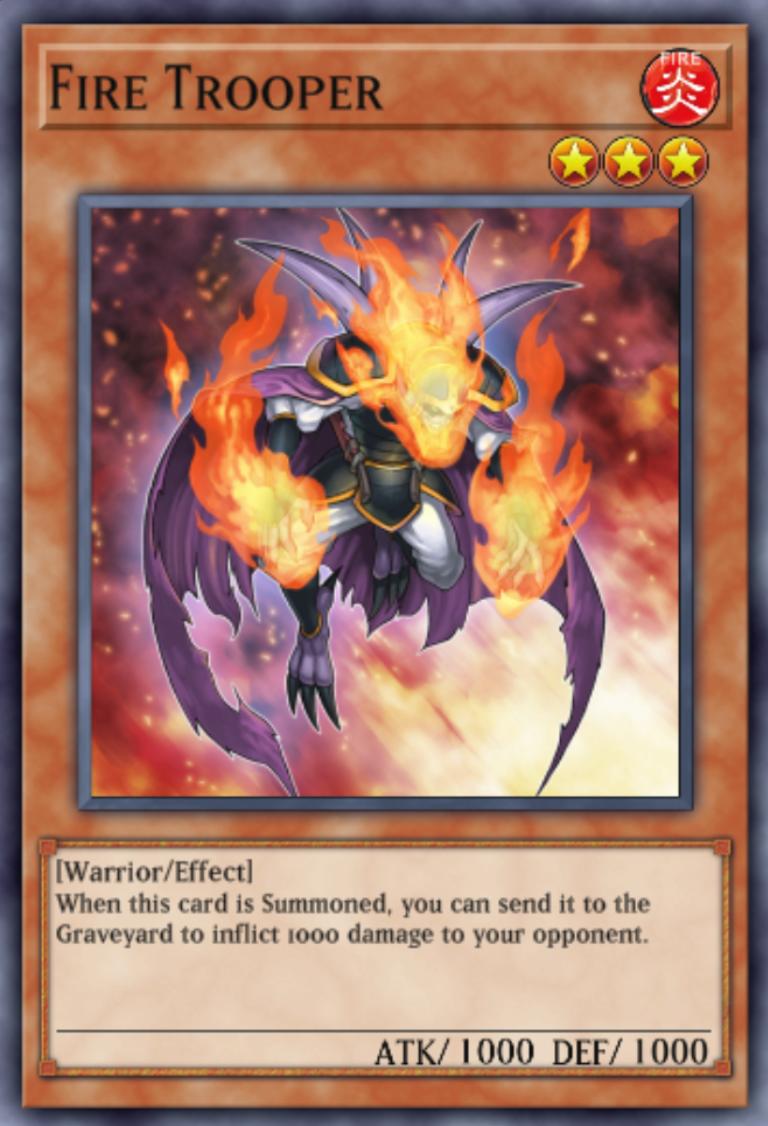 Fire Trooper
FIRE
炎
[Warrior/Effect]
When this card is Summoned, you can send it to the
Graveyard to inflict 1000 damage to your opponent.
ATK/ 1000 DEF/ 1000